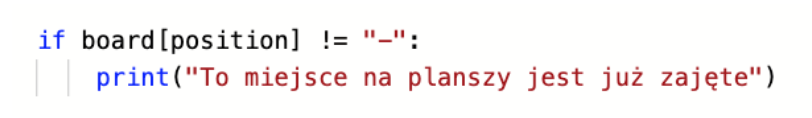 if board[position] != "-":
print("To miejsce na planszy jest już zajęte")